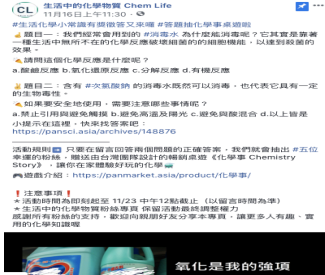 生活中的化學物質 Chem Life
11月16日上午11:30
#生活化學小常識有獎徵答又來囉 #答題抽化學事桌遊啦
題目一：我們經常會用到的 #消毒水 為什麼能消毒呢？它其實是靠著
一種生活中無所不在的化學反應破壞細菌的的細胞機能，以達到殺菌的
效果。
請問這個化學反應是什麼呢？
a.酸鹼反應 b.氧化還原反應 c.分解反應 d.有機反應
題目二：含有 #次氯酸鈉 的消毒水既然可以消毒，也代表它具有一定
的生物毒性。
如果要安全地使用，需要注意哪些事情呢？
a.禁止引用與避免觸摸 b.避免高溫及陽光 c.避免與酸混合 d.以上皆是
小提示在這裡，快來找答案吧：
https://pansci.asia/archives/148876
活動規則 只要在留言回答兩個問題的正確答案，我們就會抽出 #五位
幸運的粉絲，贈送由台灣團隊設計的暢銷桌遊 《化學事 Chemistry
Story》，讓你在家體驗好玩的化學
遊戲介紹：https://panmarket.asia/product/化學事/
注意事項
★活動時間為即刻起至 11/23 中午12點截止（以留言時間為準）
★生活中的化學物質粉絲專頁 保留活動最終調整權力
感謝所有粉絲的支持，歡迎向親朋好友分享本專頁，讓更多人有趣、實
用的化學知識喔
氧化是我的強項